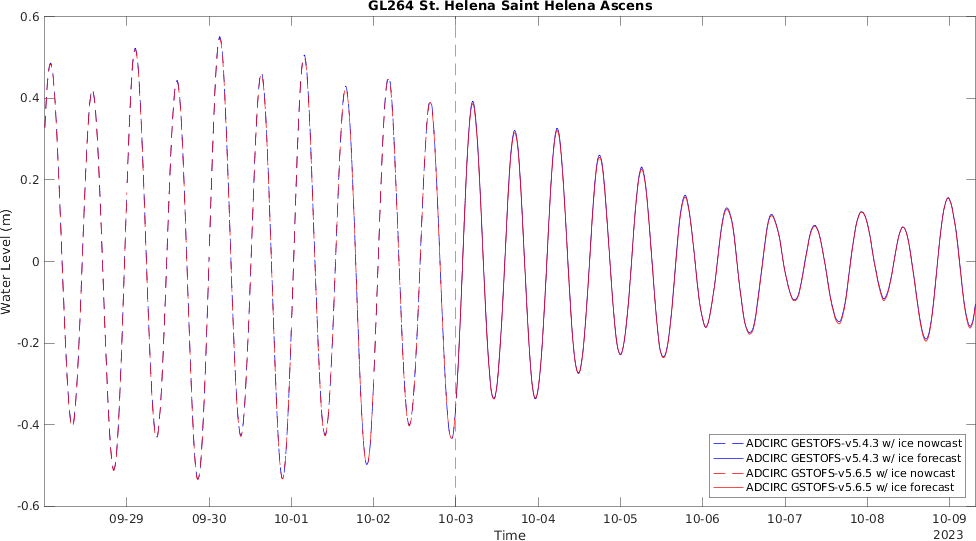 GL264 St. Helena Saint Helena Ascens
0.6
0.4
0.2
0
-0.2
-0.4
-0.6
Water Level (m)
09-29 09-30 10-01 10-02 10-03 10-04 10-05 10-06 10-07 10-08 10-09
2023
Time
ADCIRC GESTOFS-v5.4.3 w/ ice nowcast
ADCIRC GESTOFS-v5.4.3 w/ ice forecast
ADCIRC GSTOFS-v5.6.5 w/ ice nowcast
ADCIRC GSTOFS-v5.6.5 w/ ice forecast